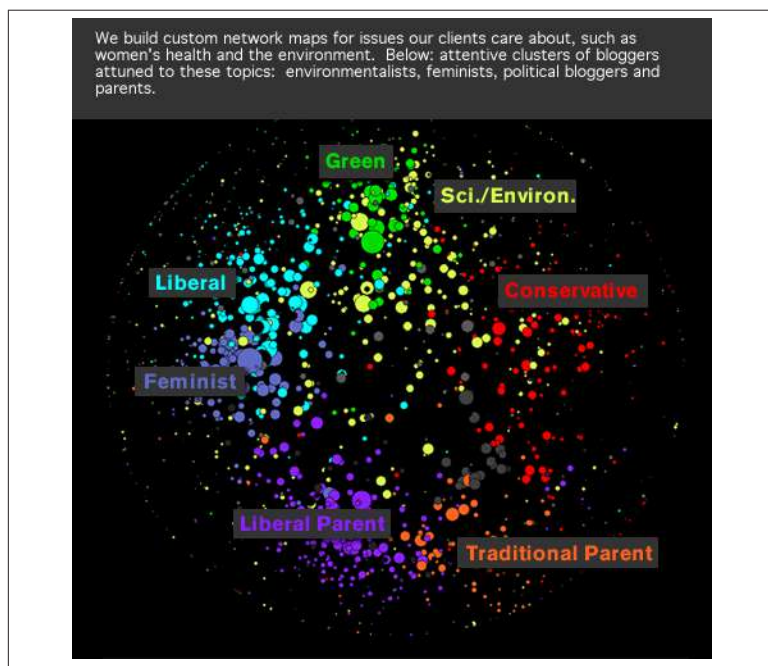 We build custom network maps for issues our clients care about, such as
women's health and the environment.  Below: attentive clusters of bloggers
attuned to these topics:  environmentalists, feminists, political bloggers and
parents.
Green
Sci./Environ.
Liberal
Conservative
Feminist
Liberal Parent
Traditional Parent